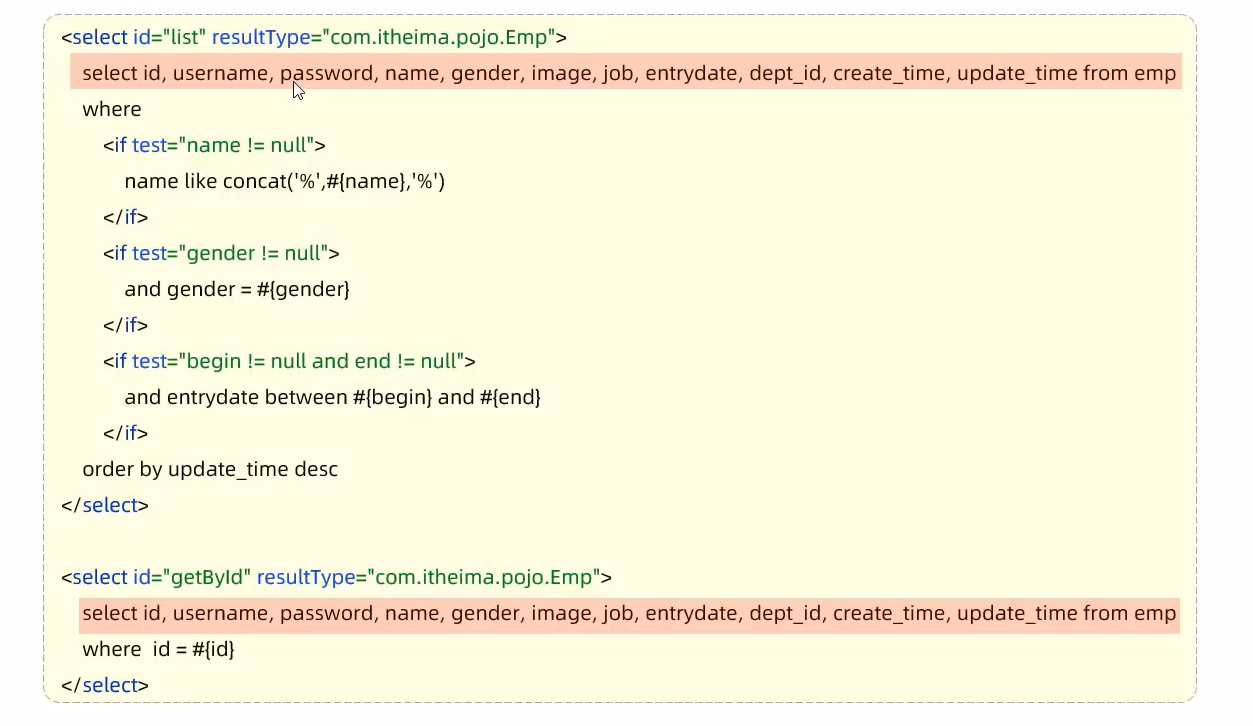 <select id="list" resultType="com.itheima.pojo.Emp">
select id, username, password, name, gender, image, job, entrydate, dept_id, create_time, update_time from emp
where
<if test="name != null">
name like concat('%',#{name},'%')
</if>
<if test="gender != null">
and gender = #{gender}
</if>
<if test="begin != null and end != null">
and entrydate between #{begin} and #{end}
</if>
order by update_time desc
</select>
<select id="getById" resultType="com.itheima.pojo.Emp">
select id, username, password, name, gender, image, job, entrydate, dept_id, create_time, update_time from emp
where  id = #{id}
</select>